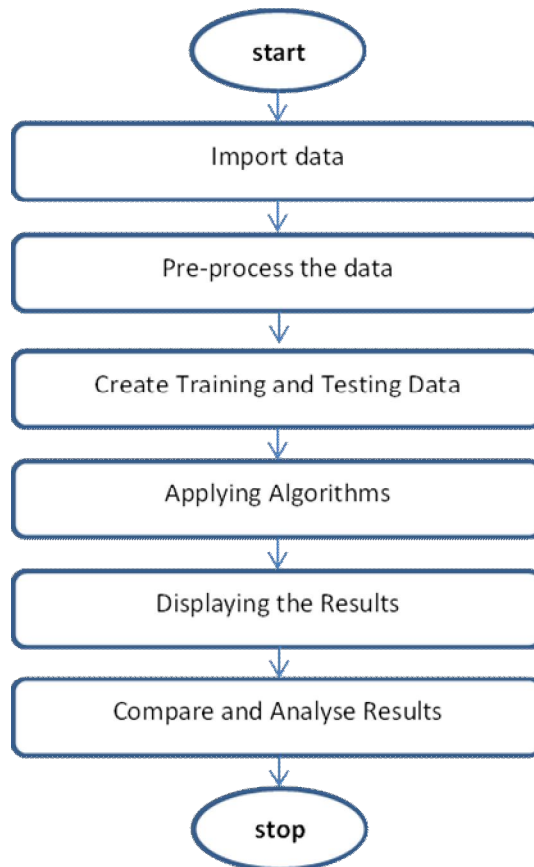 start
Import data
Pre-process the data
Create Training and Testing Data
Applying Algorithms
Displaying the Results
Compare and Analyse Results
stop